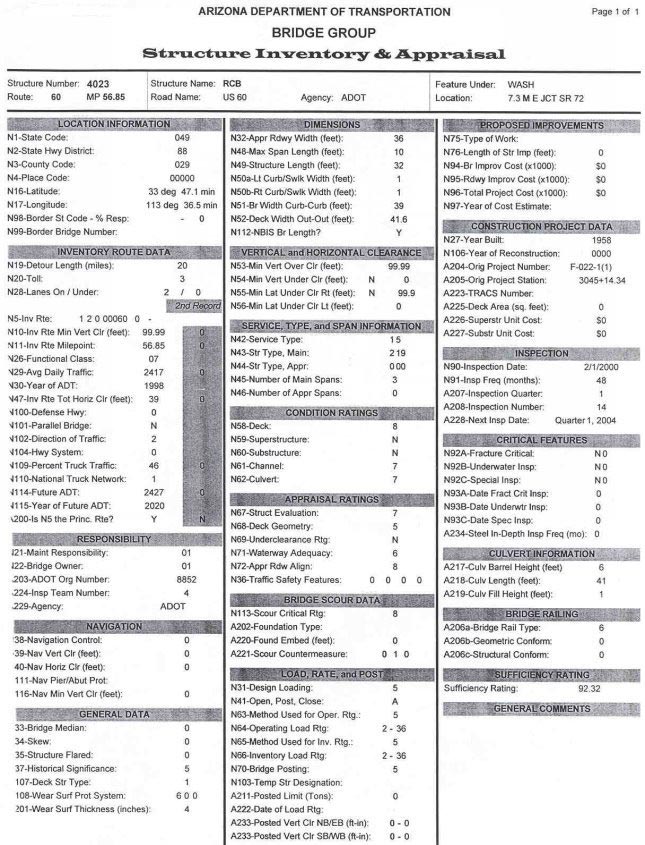 ARIZONA DEPARTMENT OF TRANSPORTATION
Page 1 of 1
BRIDGE GROUP
Structure Inventory & Appraisal
Structure Number: 4023
Structure Name: RCB
Feature Under: WASH
Route: 60 MP 56.85
Road Name: US 60
Agency: ADOT
Location: 7.3 M E JCT SR 72
LOCATION INFORMATION
N1-State Code: 049
N2-State Hwy District: 88
N3-County Code: 029
N4-Place Code: 00000
N16-Latitude: 33 deg 47.1 min
N17-Longitude: 113 deg 36.5 min
N98-Border St Code - % Resp: - 0
N99-Border Bridge Number:
INVENTORY ROUTE DATA
N19-Detour Length (miles): 20
N20-Toll: 3
N28-Lanes On / Under: 2 / 0
2nd Record
N5-Inv Rte: 1 2 0 00060 0 -
N10-Inv Rte Min Vert Clr (feet): 99.99 0
N11-Inv Rte Milepoint: 56.85 0
N26-Functional Class: 07
N29-Avg Daily Traffic: 2417 0
N30-Year of ADT: 1998
N47-Inv Rte Tot Horiz Clr (feet): 39 0
N100-Defense Hwy: 0
N101-Parallel Bridge: N
N102-Direction of Traffic: 2
N104-Hwy System: 0
N109-Percent Truck Traffic: 46 0
N110-National Truck Network: 1
N114-Future ADT: 2427 0
N115-Year of Future ADT: 2020
A200-Is N5 the Princ. Rte? Y N
RESPONSIBILITY
N21-Maint Responsibility: 01
N22-Bridge Owner: 01
A203-ADOT Org Number: 8852
A224-Insp Team Number: 4
A229-Agency: ADOT
NAVIGATION
38-Navigation Control: 0
39-Nav Vert Clr (feet): 0
40-Nav Horiz Clr (feet): 0
111-Nav Pier/Abut Prot:
116-Nav Min Vert Clr (feet): 0
GENERAL DATA
33-Bridge Median: 0
34-Skew: 0
35-Structure Flared: 0
37-Historical Significance: 5
107-Deck Str Type: 1
108-Wear Surf Prot System: 6 0 0
201-Wear Surf Thickness (inches): 4
DIMENSIONS
N32-Appr Rdwy Width (feet): 36
N48-Max Span Length (feet): 10
N49-Structure Length (feet): 32
N50a-Lt Curb/Swlk Width (feet): 1
N50b-Rt Curb/Swlk Width (feet): 1
N51-Br Width Curb-Curb (feet): 39
N52-Deck Width Out-Out (feet): 41.6
N112-NBIS Br Length? Y
VERTICAL and HORIZONTAL CLEARANCE
N53-Min Vert Over Clr (feet): 99.99
N54-Min Vert Under Clr (feet): N 0
N55-Min Lat Under Clr Rt (feet): N 99.9
N56-Min Lat Under Clr Lt (feet): 0
SERVICE, TYPE, and SPAN INFORMATION
N42-Service Type: 1 5
N43-Str Type, Main: 2 19
N44-Str Type, Appr: 0 00
N45-Number of Main Spans: 3
N46-Number of Appr Spans: 0
CONDITION RATINGS
N58-Deck: 8
N59-Superstructure: N
N60-Substructure: N
N61-Channel: 7
N62-Culvert: 7
APPRAISAL RATINGS
N67-Struct Evaluation: 7
N68-Deck Geometry: 5
N69-Underclearance Rtg: N
N71-Waterway Adequacy: 6
N72-Appr Rdw Align: 8
N36-Traffic Safety Features: 0 0 0 0
BRIDGE SCOUR DATA
N113-Scour Critical Rtg: 8
A202-Foundation Type:
A220-Found Embed (feet): 0
A221-Scour Countermeasure: 0 1 0
LOAD, RATE, and POST
N31-Design Loading: 5
N41-Open, Post, Close: A
N63-Method Used for Oper. Rtg.: 5
N64-Operating Load Rtg: 2 - 36
N65-Method Used for Inv. Rtg.: 5
N66-Inventory Load Rtg: 2 - 36
N70-Bridge Posting: 5
N103-Temp Str Designation:
A211-Posted Limit (Tons): 0
A222-Date of Load Rtg:
A233-Posted Vert Clr NB/EB (ft-in): 0 - 0
A233-Posted Vert Clr SB/WB (ft-in): 0 - 0
PROPOSED IMPROVEMENTS
N75-Type of Work:
N76-Length of Str Imp (feet): 0
N94-Br Improv Cost (x1000): $0
N95-Rdwy Improv Cost (x1000): $0
N96-Total Project Cost (x1000): $0
N97-Year of Cost Estimate:
CONSTRUCTION PROJECT DATA
N27-Year Built: 1958
N106-Year of Reconstruction: 0000
A204-Orig Project Number: F-022-1(1)
A205-Orig Project Station: 3045+14.34
A223-TRACS Number:
A225-Deck Area (sq. feet): 0
A226-Superstr Unit Cost: $0
A227-Substr Unit Cost: $0
INSPECTION
N90-Inspection Date: 2/1/2000
N91-Insp Freq (months): 48
A207-Inspection Quarter: 1
A208-Inspection Number: 14
A228-Next Insp Date: Quarter 1, 2004
CRITICAL FEATURES
N92A-Fracture Critical: N 0
N92B-Underwater Insp: N 0
N92C-Special Insp: N 0
N93A-Date Fract Crit Insp: 0
N93B-Date Underwtr Insp: 0
N93C-Date Spec Insp: 0
A234-Steel In-Depth Insp Freq (mo): 0
CULVERT INFORMATION
A217-Culv Barrel Height (feet) 6
A218-Culv Length (feet): 41
A219-Culv Fill Height (feet): 1
BRIDGE RAILING
A206a-Bridge Rail Type: 6
A206b-Geometric Conform: 0
A206c-Structural Conform: 0
SUFFICIENCY RATING
Sufficiency Rating: 92.32
GENERAL COMMENTS